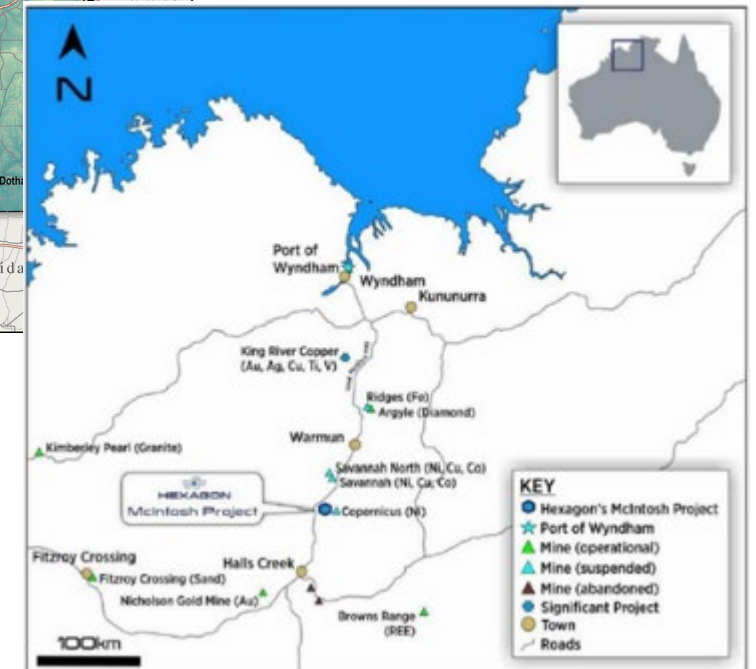 N
Port of
Wyndham
Wyndham
Kununurra
King River Copper
(Au, Ag, Cu, Ti, V)
Ridges (Fe)
Argyle (Diamond)
Warmun
Kimberley Pearl (Granite)
Savannah North (Ni, Cu, Co)
Savannah (Ni, Cu, Co)
HEXAGON
McIntosh Project
Copernicus (Ni)
Fitzroy Crossing
Fitzroy Crossing (Sand)
Halls Creek
Nicholson Gold Mine (Au)
Browns Range
(REE)
100km
KEY
Hexagon's McIntosh Project
Port of Wyndham
Mine (operational)
Mine (suspended)
Mine (abandoned)
Significant Project
Town
Roads
Dotha
ida